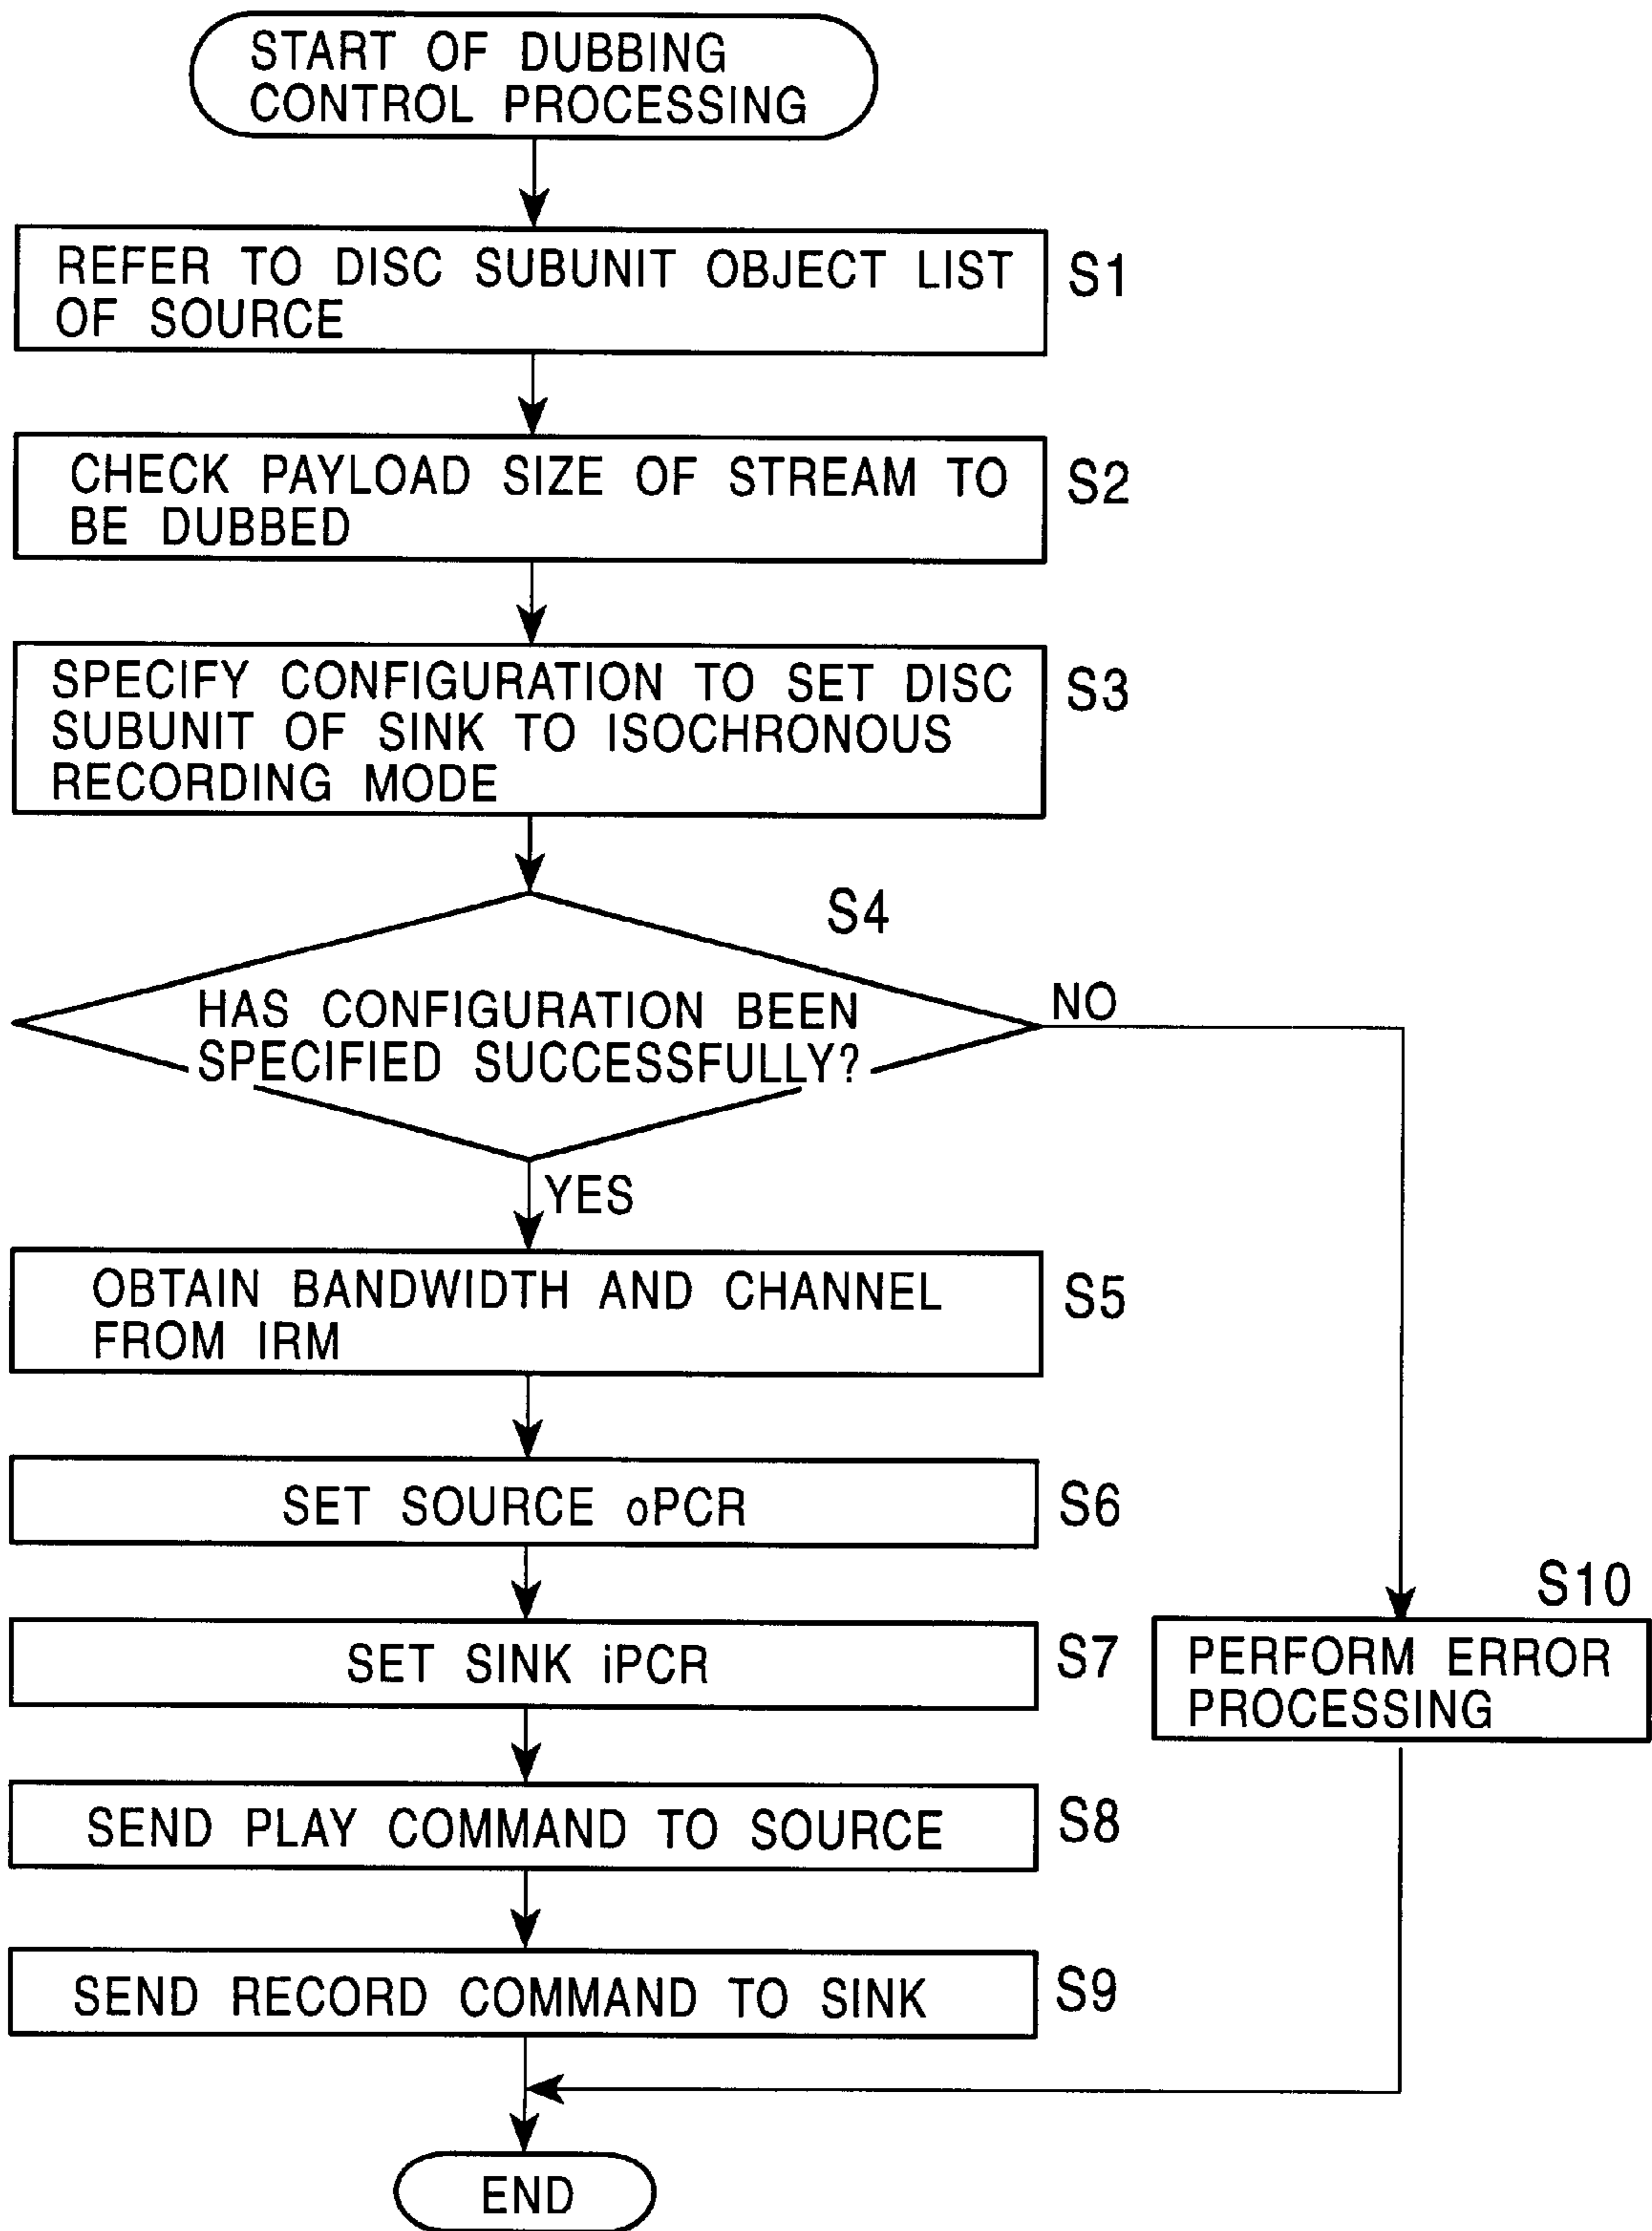 START OF DUBBING
CONTROL PROCESSING
REFER TO DISC SUBUNIT OBJECT LIST
OF SOURCE
S1
CHECK PAYLOAD SIZE OF STREAM TO
BE DUBBED
S2
SPECIFY CONFIGURATION TO SET DISC
SUBUNIT OF SINK TO ISOCHRONOUS
RECORDING MODE
S3
S4
HAS CONFIGURATION BEEN
SPECIFIED SUCCESSFULLY?
NO
YES
OBTAIN BANDWIDTH AND CHANNEL
FROM IRM
S5
SET SOURCE oPCR
S6
SET SINK iPCR
S7
S10
PERFORM ERROR
PROCESSING
SEND PLAY COMMAND TO SOURCE
S8
SEND RECORD COMMAND TO SINK
S9
END